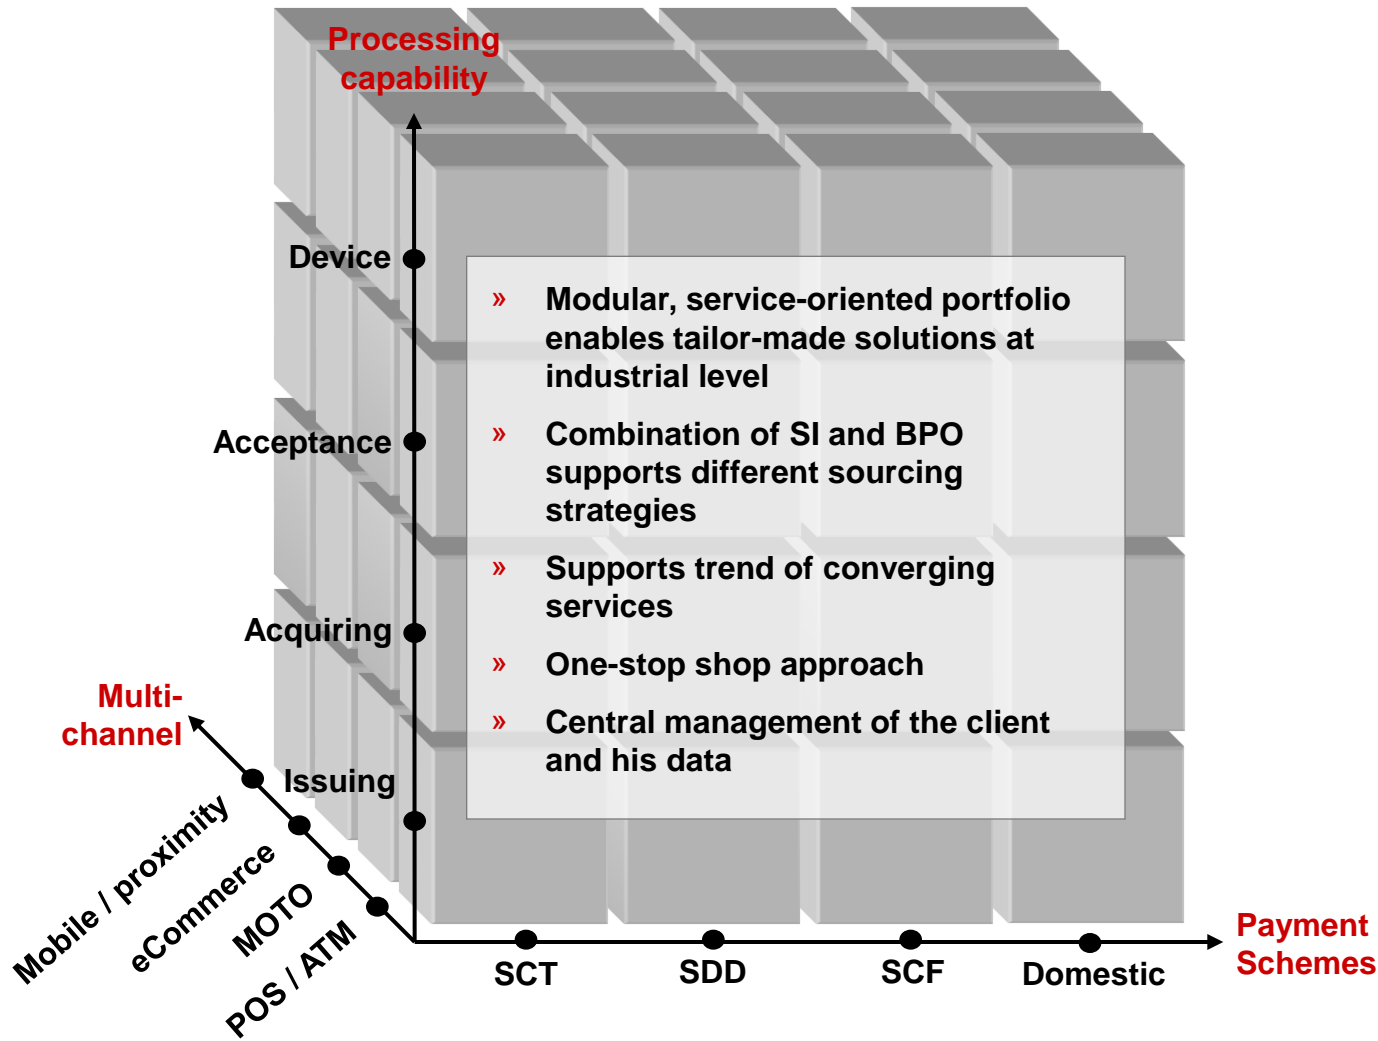 Processing
capability
Device
Acceptance
Acquiring
Issuing
» Modular, service-oriented portfolio
enables tailor-made solutions at
industrial level
» Combination of SI and BPO
supports different sourcing
strategies
» Supports trend of converging
services
» One-stop shop approach
» Central management of the client
and his data
Multi-
channel
Mobile / proximity
eCommerce
MOTO
POS / ATM
SCT
SDD
SCF
Domestic
Payment
Schemes